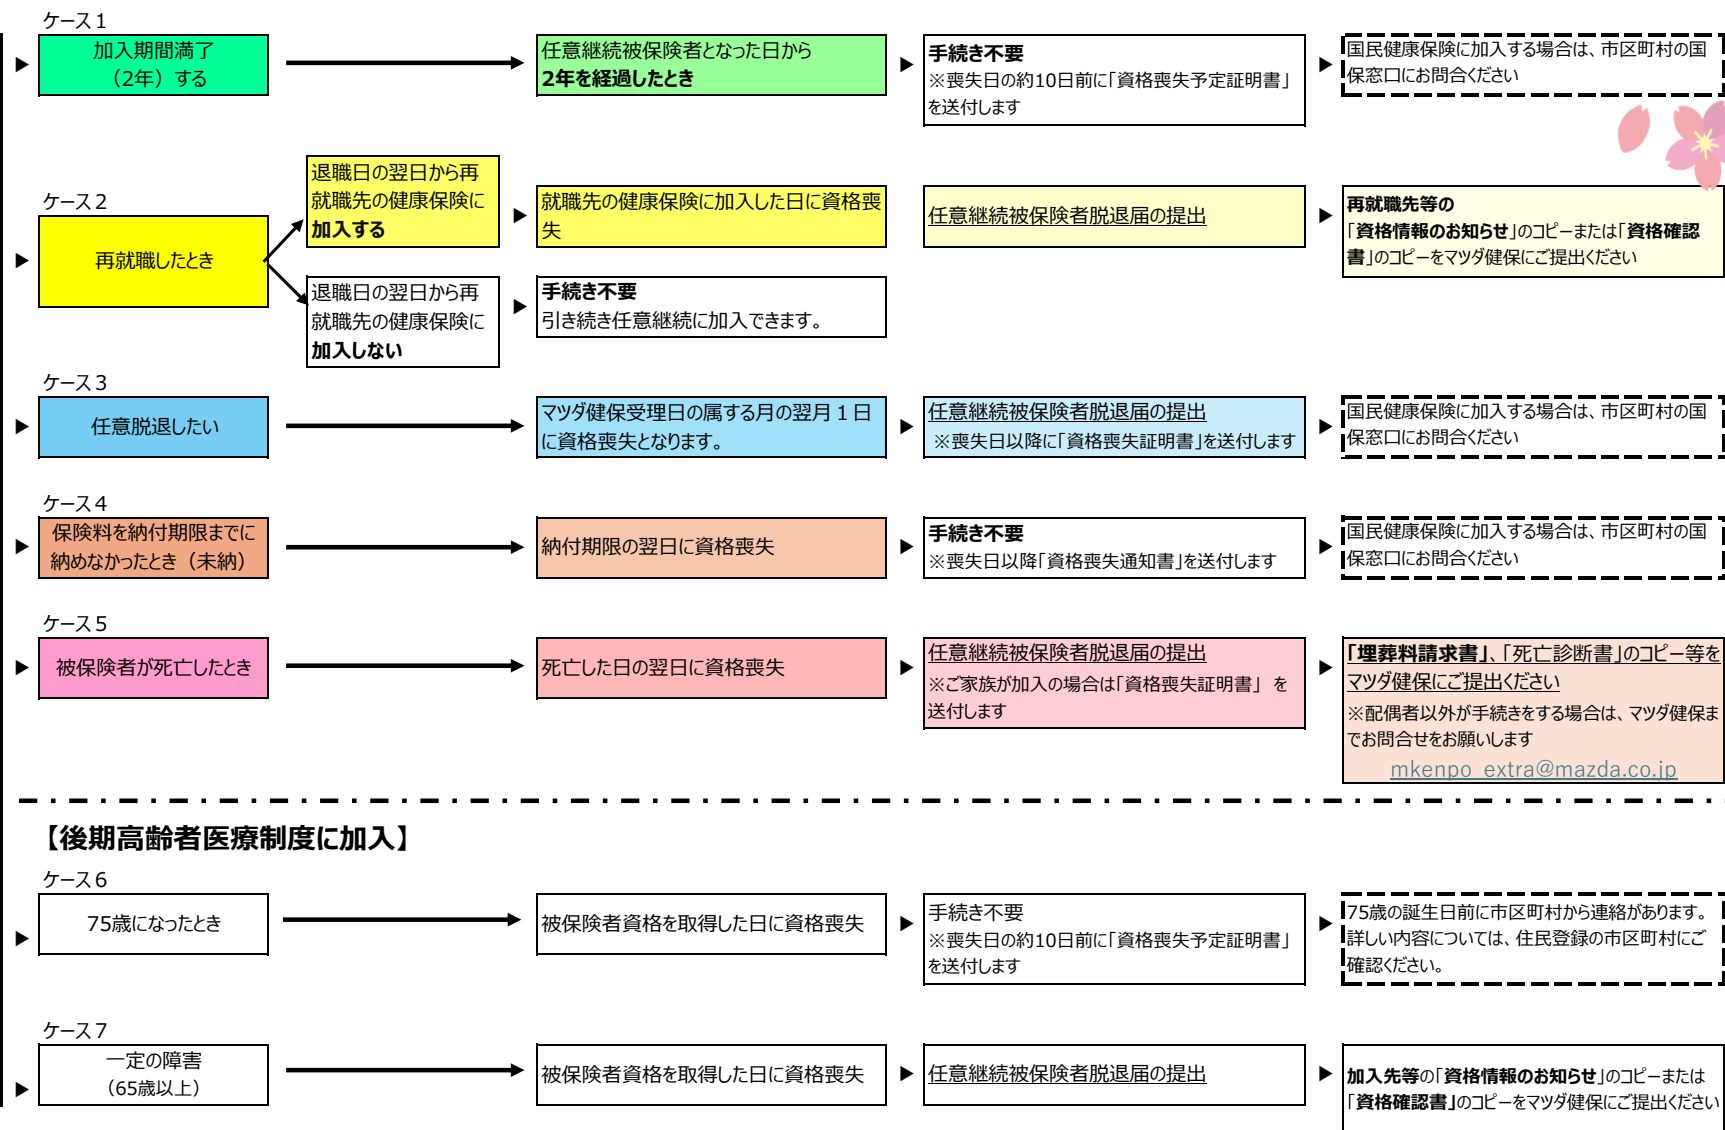 ケース1
加入期間満了
（2年）する
任意継続被保険者となった日から
2年を経過したとき
手続き不要
※喪失日の約10日前に「資格喪失予定証明書」
を送付します
国民健康保険に加入する場合は、市区町村の国
保窓口にお問合ください
ケース2
再就職したとき
退職日の翌日から再
就職先の健康保険に
加入する
就職先の健康保険に加入した日に資格喪
失
任意継続被保険者脱退届の提出
再就職先等の
「資格情報のお知らせ」のコピーまたは「資格確認
書」のコピーをマツダ健保にご提出ください
退職日の翌日から再
就職先の健康保険に
加入しない
手続き不要
引き続き任意継続に加入できます。
ケース3
任意脱退したい
マツダ健保受理日の属する月の翌月１日
に資格喪失となります。
任意継続被保険者脱退届の提出
※喪失日以降に「資格喪失証明書」を送付します
国民健康保険に加入する場合は、市区町村の国
保窓口にお問合ください
ケース4
保険料を納付期限までに
納めなかったとき（未納）
納付期限の翌日に資格喪失
手続き不要
※喪失日以降「資格喪失通知書」を送付します
国民健康保険に加入する場合は、市区町村の国
保窓口にお問合ください
ケース5
被保険者が死亡したとき
死亡した日の翌日に資格喪失
任意継続被保険者脱退届の提出
※ご家族が加入の場合は「資格喪失証明書」を
送付します
「埋葬料請求書」、「死亡診断書」のコピー等を
マツダ健保にご提出ください
※配偶者以外が手続きをする場合は、マツダ健保ま
でお問合せをお願いします
mkenpo_extra@mazda.co.jp
【後期高齢者医療制度に加入】
ケース6
75歳になったとき
被保険者資格を取得した日に資格喪失
手続き不要
※喪失日の約10日前に「資格喪失予定証明書」
を送付します
75歳の誕生日前に市区町村から連絡があります。
詳しい内容については、住民登録の市区町村にご
確認ください。
ケース7
一定の障害
（65歳以上）
被保険者資格を取得した日に資格喪失
任意継続被保険者脱退届の提出
加入先等の「資格情報のお知らせ」のコピーまたは
「資格確認書」のコピーをマツダ健保にご提出ください